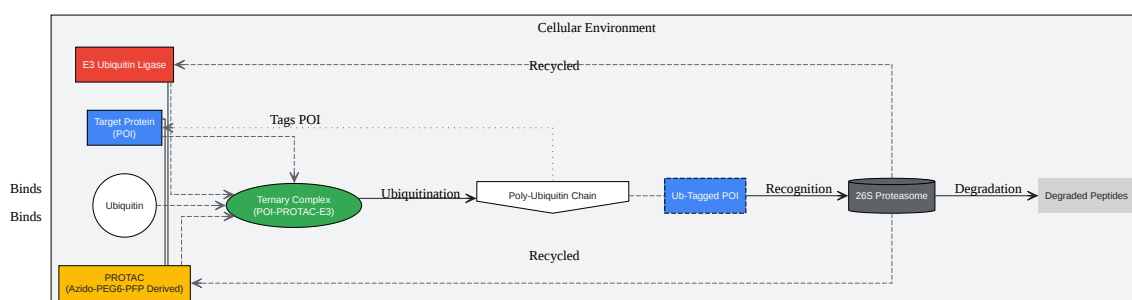 Cellular Environment
E3 Ubiquitin Ligase
Recycled
Target Protein
(POI)
Tags POI
Binds
Binds
Ubiquitin
Ternary Complex
(POI-PROTAC-E3)
Ubiquitination
Poly-Ubiquitin Chain
Ub-Tagged POI
Recognition
26S Proteasome
Degradation
Degraded Peptides
Recycled
PROTAC
(Azido-PEG6-PFP Derived)